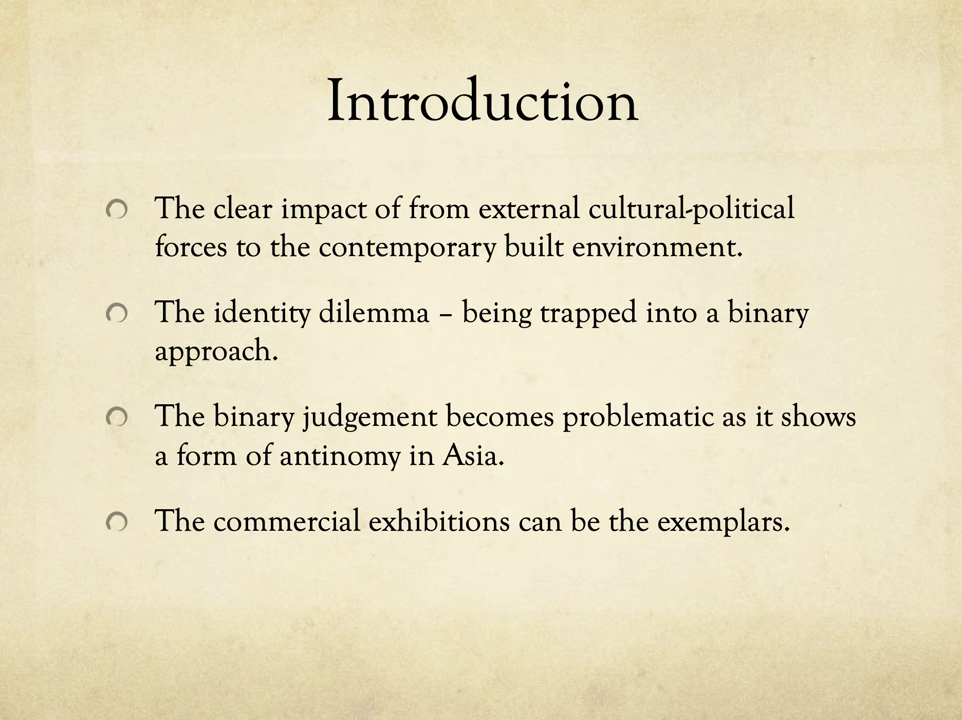 Introduction
The clear impact of from external cultural-political
forces to the contemporary built environment.
The identity dilemma – being trapped into a binary
approach.
The binary judgement becomes problematic as it shows
a form of antinomy in Asia.
The commercial exhibitions can be the exemplars.